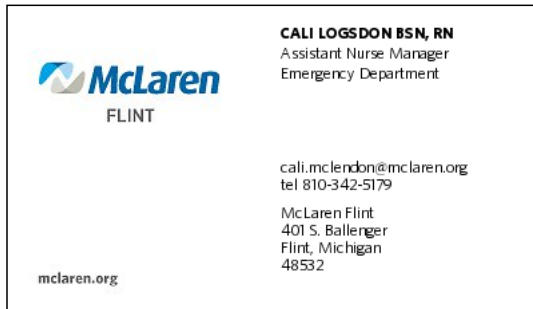 McLaren
FLINT
mclaren.org
CALI LOGSDON BSN, RN
Assistant Nurse Manager
Emergency Department
cali.mclendon@mclaren.org
tel 810-342-5179
McLaren Flint
401 S. Ballenger
Flint, Michigan
48532